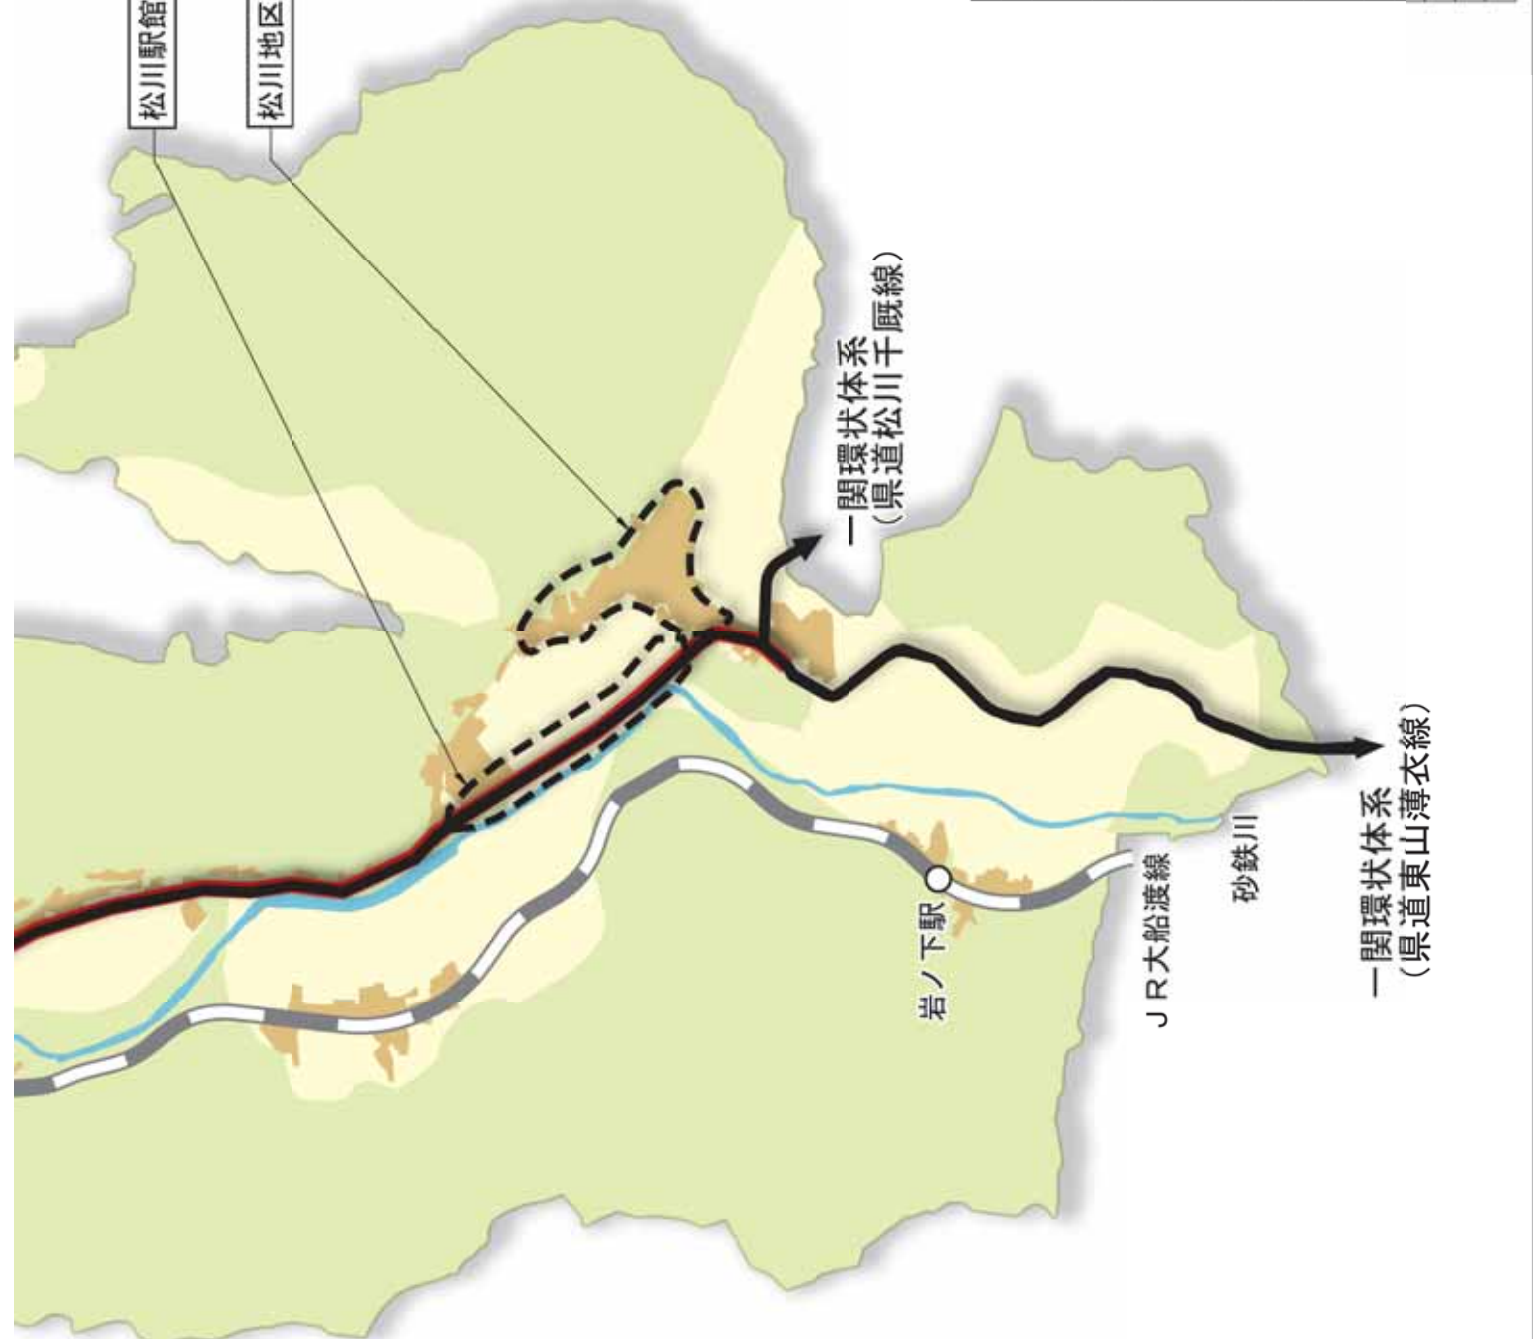 松川駅館
松川地区
一関環状体系
（県道松川千厩線）
岩ノ下駅
ＪＲ大船渡線
砂鉄川
一関環状体系
（県道東山薄衣線）